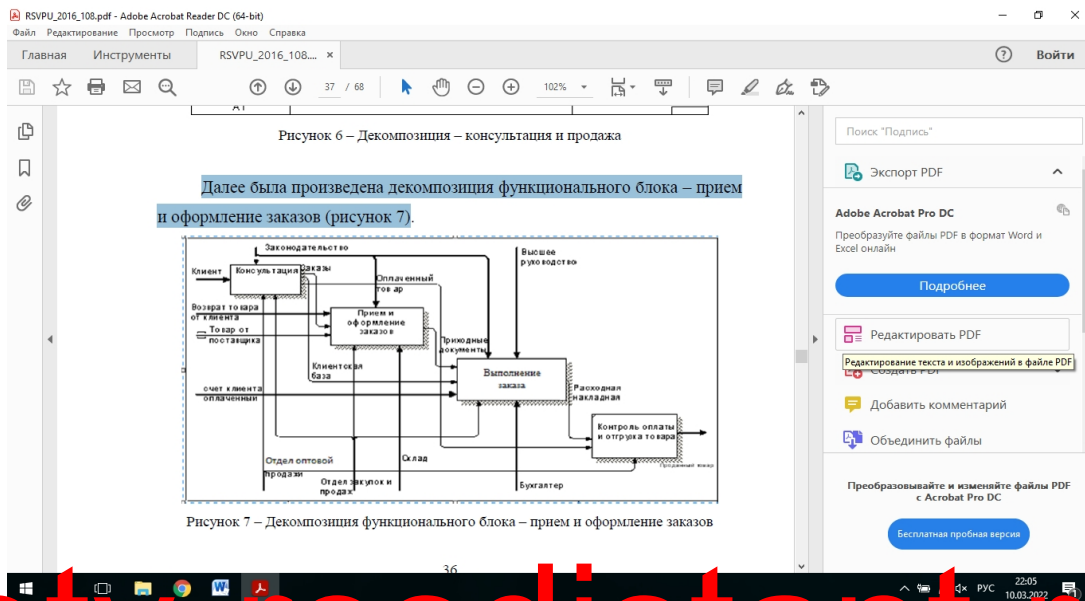 RSVPU_2016_108.pdf - Adobe Acrobat Reader DC (64-bit)
Файл Редактирование Просмотр Подпись Окно Справка
Главная Инструменты RSVPU_2016_108.... × Войти
37 / 68 102%
A1
Рисунок 6 – Декомпозиция – консультация и продажа
Далее была произведена декомпозиция функционального блока – прием
и оформление заказов (рисунок 7).
Законодательство
Высшее
руководство
Клиент
Консультация
Заказы
Оплаченный
товар
Возврат товара
от клиента
Прием и
оформление
заказов
Товар от
поставщика
Приходные
документы
Клиентская
база
Выполнение
заказа
счет клиента
оплаченный
Расходная
накладная
Контроль оплаты
и отгрузка товара
Отдел оптовой
продажи
Склад
Проданный товар
Отдел закупок и
продаж
Бухгалтер
Рисунок 7 – Декомпозиция функционального блока – прием и оформление заказов
36
Поиск "Подпись"
Экспорт PDF
Adobe Acrobat Pro DC
Преобразуйте файлы PDF в формат Word и
Excel онлайн
Подробнее
Редактировать PDF
Редактирование текста и изображений в файле PDF
Создать PDF
Добавить комментарий
Объединить файлы
Преобразовывайте и изменяйте файлы PDF
с Acrobat Pro DC
Бесплатная пробная версия
РУС
22:05
10.03.2022